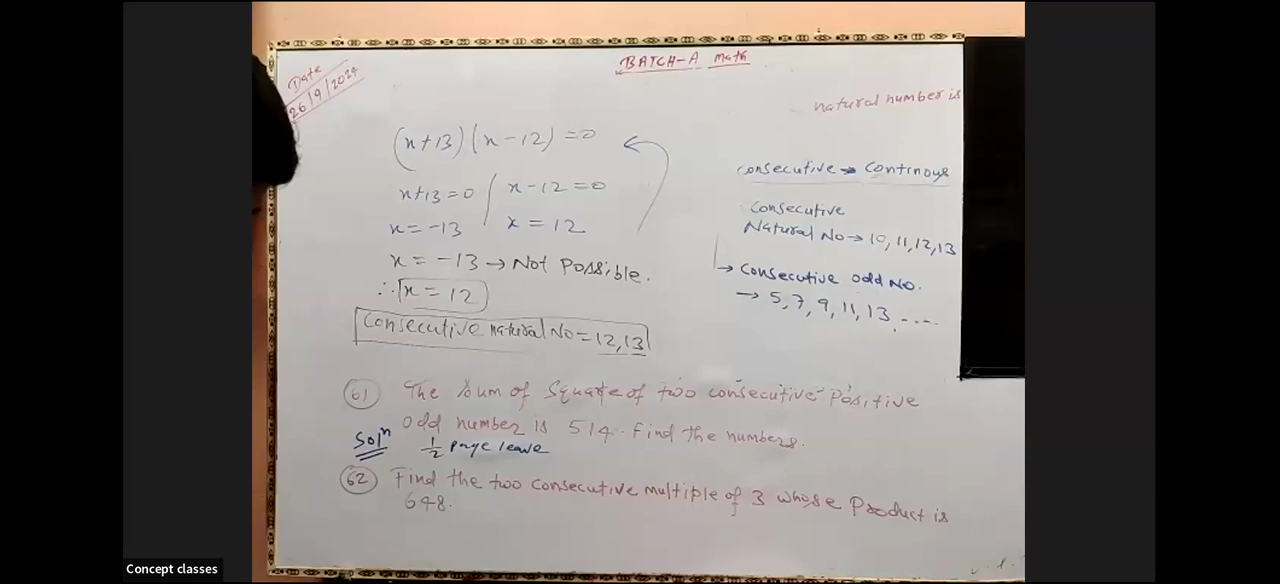 BATCH-A Math
Date
26/9/2024
natural number is
(x+13)(x-12)=0
x+13=0 / x-12=0
x=-13 x=12
x=-13→Not Possible.
∴ x=12
Consecutive natural No=12,13
consecutive→Continous
Consecutive
Natural No→10,11,12,13
→Consecutive odd No.
→5,7,9,11,13,....
61) The Sum of Square of two consecutive Positive
odd number is 514. Find the numbers.
Solⁿ 1/2 page leave
62) Find the two consecutive multiple of 3 whose Product is
648.
Concept classes